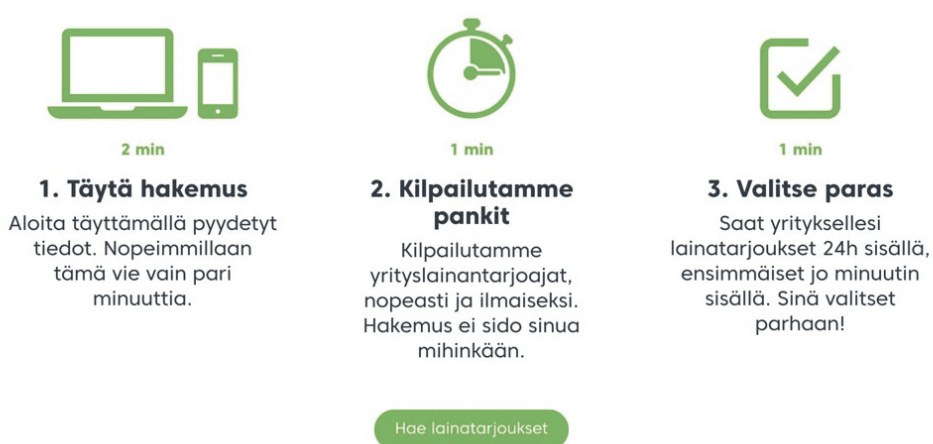 2 min
1. Täytä hakemus
Aloita täyttämällä pyydetyt
tiedot. Nopeimmillaan
tämä vie vain pari
minuuttia.
1 min
2. Kilpailutamme
pankit
Kilpailutamme
yrityslainantarjoajat,
nopeasti ja ilmaiseksi.
Hakemus ei sido sinua
mihinkään.
1 min
3. Valitse paras
Saat yrityksellesi
lainatarjoukset 24h sisällä,
ensimmäiset jo minuutin
sisällä. Sinä valitset
parhaan!
Hae lainatarjoukset